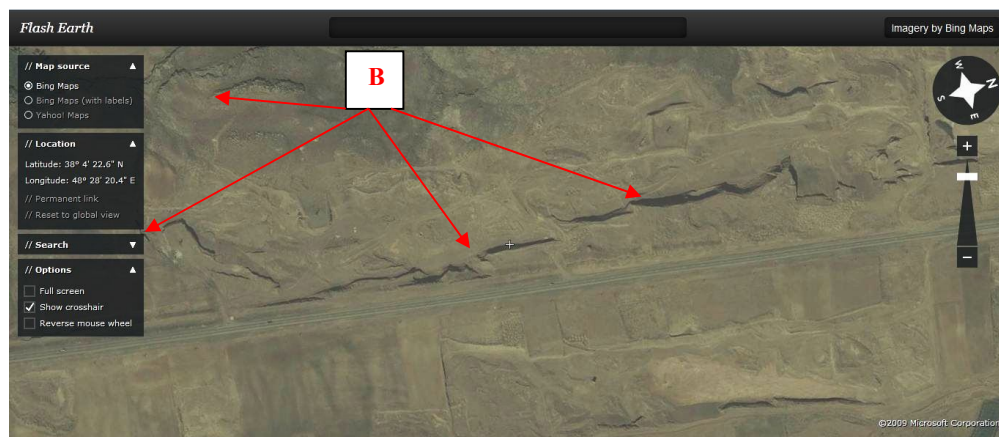 Flash Earth
Imagery by Bing Maps
// Map source
Bing Maps
Bing Maps (with labels)
Yahoo! Maps
// Location
Latitude: 38° 4' 22.6" N
Longitude: 48° 28' 20.4" E
// Permanent link
// Reset to global view
// Search
// Options
Full screen
Show crosshair
Reverse mouse wheel
B
W
N
S
E
+
−
©2009 Microsoft Corporation